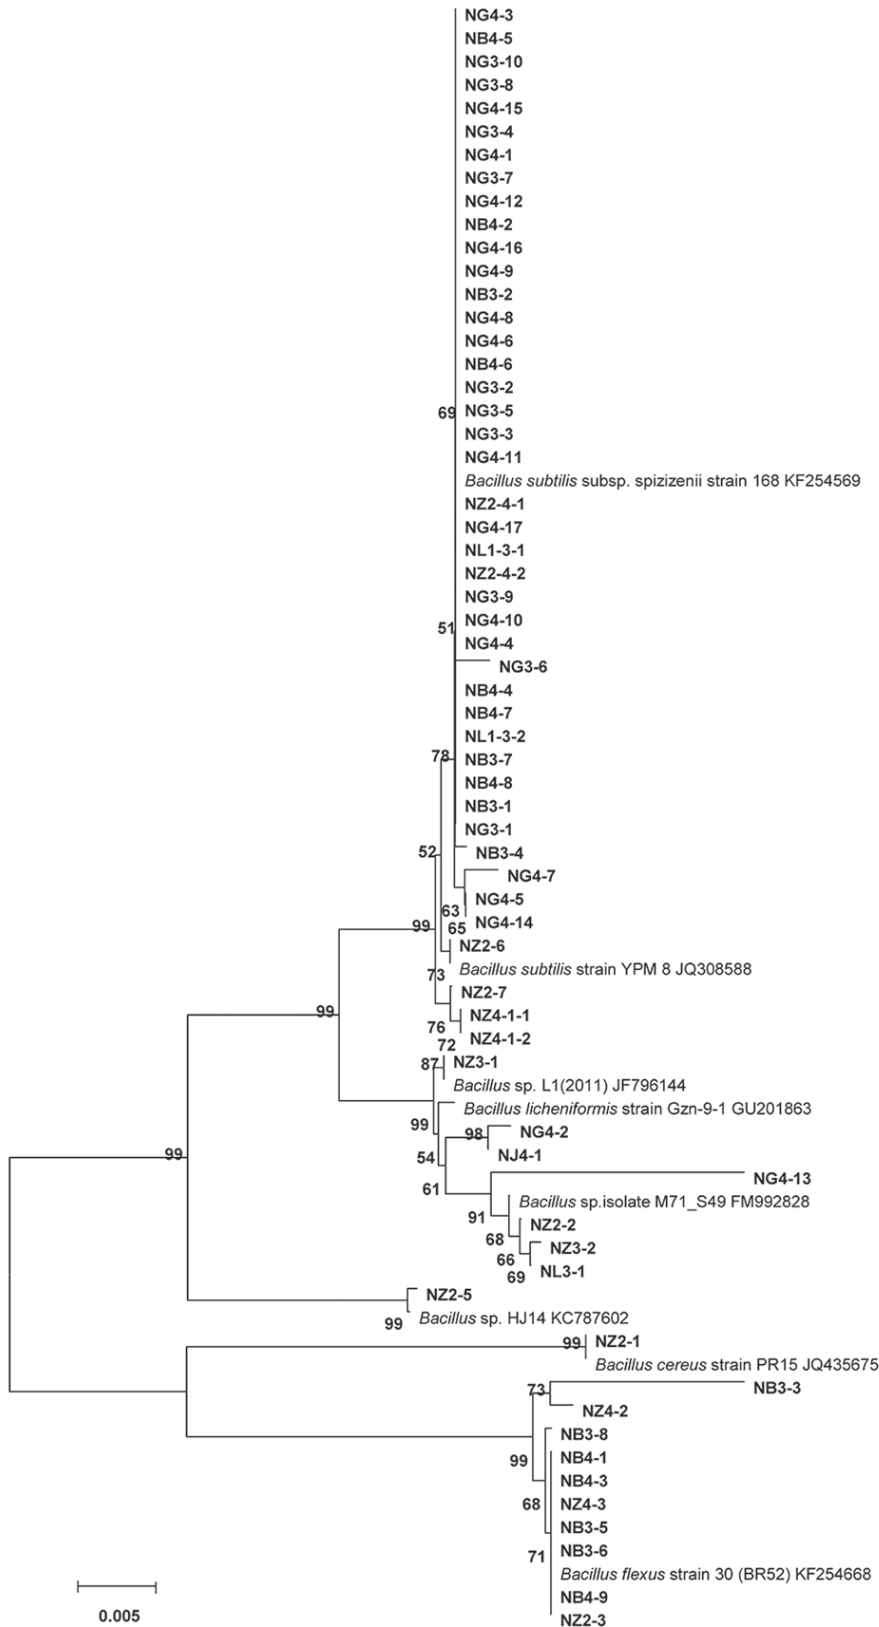 NG4-3
NB4-5
NG3-10
NG3-8
NG4-15
NG3-4
NG4-1
NG3-7
NG4-12
NB4-2
NG4-16
NG4-9
NB3-2
NG4-8
NG4-6
NB4-6
NG3-2
69
NG3-5
NG3-3
NG4-11
Bacillus subtilis subsp. spizizenii strain 168 KF254569
NZ2-4-1
NG4-17
NL1-3-1
NZ2-4-2
NG3-9
NG4-10
51
NG4-4
NG3-6
NB4-4
NB4-7
NL1-3-2
78
NB3-7
NB4-8
NB3-1
NG3-1
52
NB3-4
NG4-7
NG4-5
63
NG4-14
99
65
NZ2-6
Bacillus subtilis strain YPM 8 JQ308588
73
NZ2-7
99
NZ4-1-1
76
NZ4-1-2
72
NZ3-1
87
Bacillus sp. L1(2011) JF796144
Bacillus licheniformis strain Gzn-9-1 GU201863
99
NG4-2
98
NJ4-1
99
54
NG4-13
61
Bacillus sp.isolate M71_S49 FM992828
91
NZ2-2
68
NZ3-2
66
NL3-1
69
NZ2-5
Bacillus sp. HJ14 KC787602
99
NZ2-1
99
Bacillus cereus strain PR15 JQ435675
NB3-3
73
NZ4-2
NB3-8
NB4-1
99
NB4-3
NZ4-3
68
NB3-5
NB3-6
71
Bacillus flexus strain 30 (BR52) KF254668
NB4-9
NZ2-3
0.005